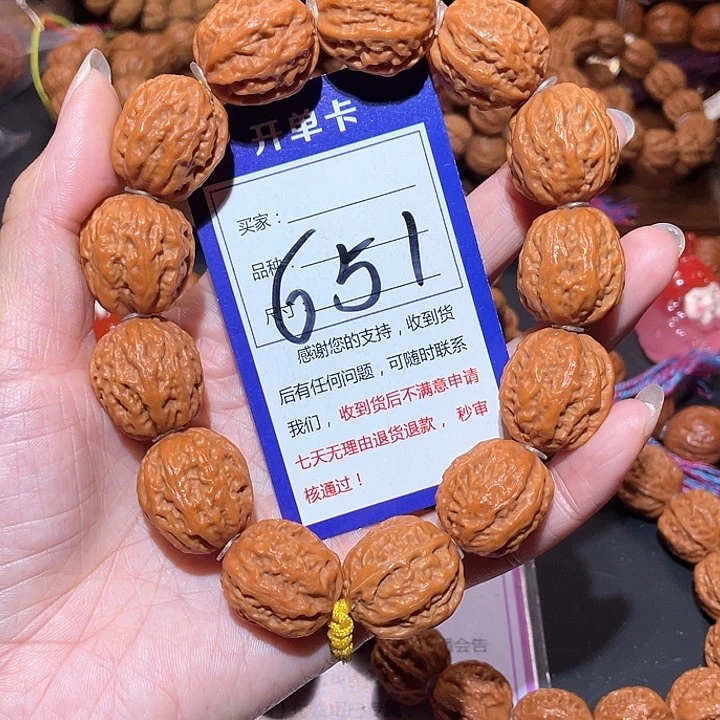 开单卡
买家：
品种：
尺寸：
651
感谢您的支持，收到货
后有任何问题，可随时联系
我们，收到货后不满意申请
七天无理由退货退款，秒审
核通过！